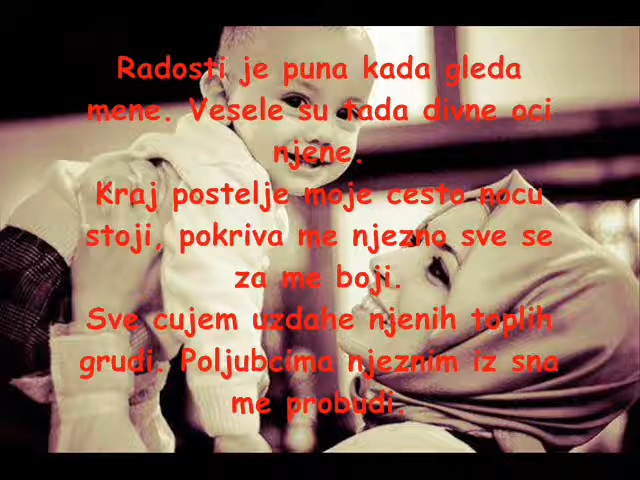 Radosti je puna kada gleda
mene. Vesele su tada divne oci
njene.
Kraj postelje moje cesto nocu
stoji, pokriva me njezno sve se
za me boji.
Sve cujem uzdahe njenih toplih
grudi. Poljubcima njeznim iz sna
me probudi.